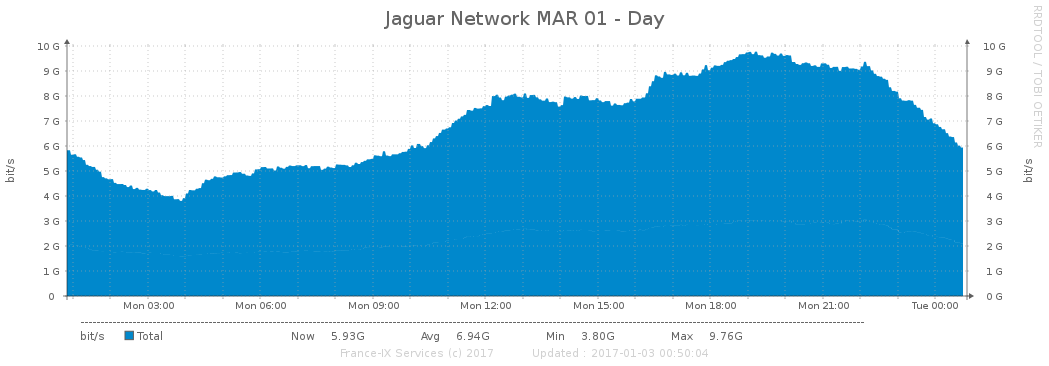 Jaguar Network MAR 01 - Day
RRDTOOL / TOBI OETIKER
10 G 10 G
9 G 9 G
8 G 8 G
7 G 7 G
6 G 6 G
5 G 5 G
4 G 4 G
3 G 3 G
2 G 2 G
1 G 1 G
0 0 G
bit/s bit/s
Mon 03:00 Mon 06:00 Mon 09:00 Mon 12:00 Mon 15:00 Mon 18:00 Mon 21:00 Tue 00:00
bit/s Total Now 5.93G Avg 6.94G Min 3.80G Max 9.76G
France-IX Services (c) 2017 Updated : 2017-01-03 00:50:04